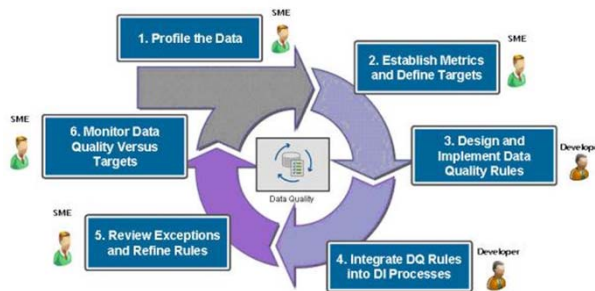 SME
1. Profile the Data
SME
2. Establish Metrics
and Define Targets
SME
6. Monitor Data
Quality Versus
Targets
3. Design and
Implement Data
Quality Rules
Develope
Data Quality
SME
5. Review Exceptions
and Refine Rules
4. Integrate DQ Rules
into DI Processes
Developer